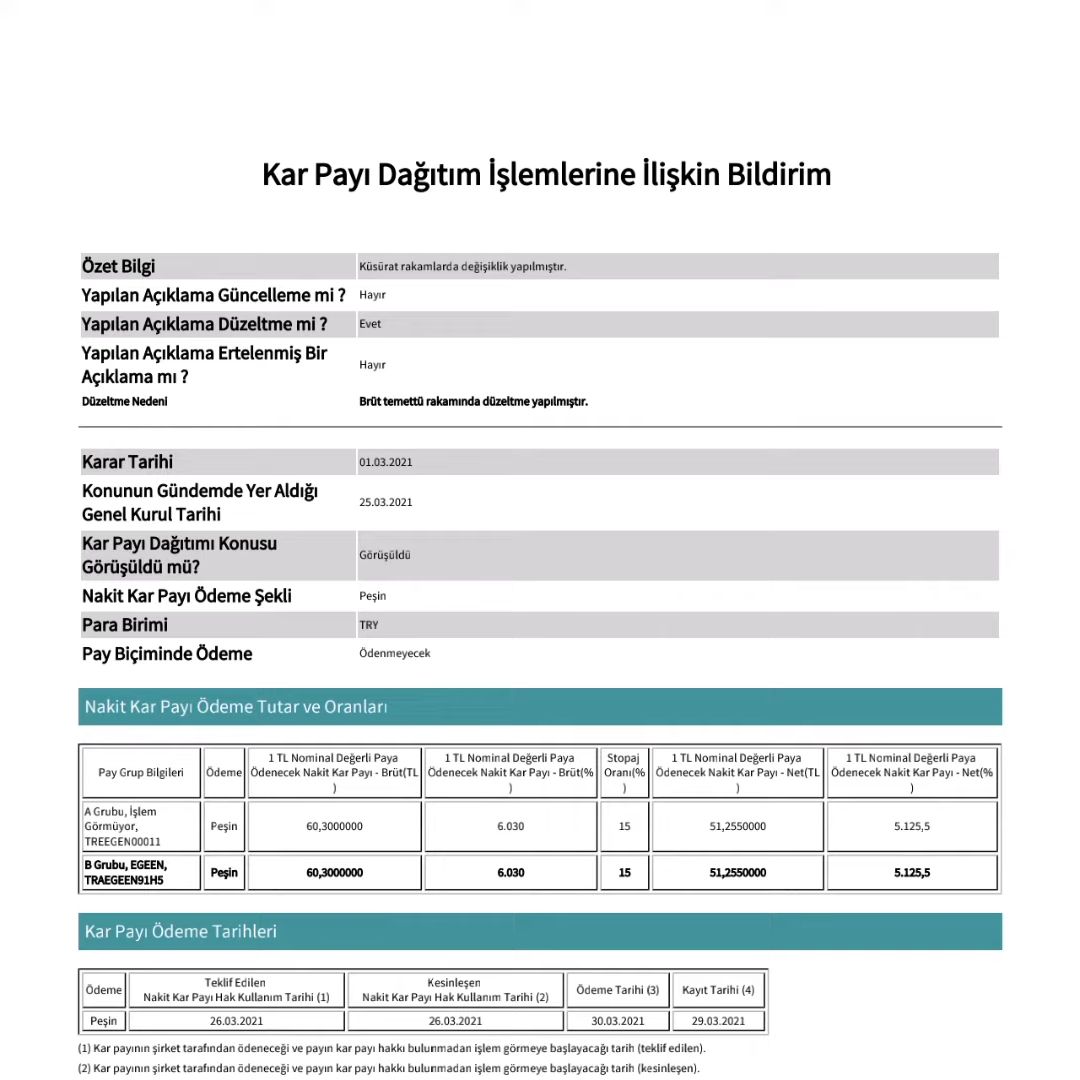 Kar Payı Dağıtım İşlemlerine İlişkin Bildirim
Özet Bilgi Küsürat rakamlarda değişiklik yapılmıştır.
Yapılan Açıklama Güncelleme mi ? Hayır
Yapılan Açıklama Düzeltme mi ? Evet
Yapılan Açıklama Ertelenmiş Bir
Açıklama mı ? Hayır
Düzeltme Nedeni Brüt temettü rakamında düzeltme yapılmıştır.
Karar Tarihi 01.03.2021
Konunun Gündemde Yer Aldığı
Genel Kurul Tarihi 25.03.2021
Kar Payı Dağıtımı Konusu
Görüşüldü mü? Görüşüldü
Nakit Kar Payı Ödeme Şekli Peşin
Para Birimi TRY
Pay Biçiminde Ödeme Ödenmeyecek
Nakit Kar Payı Ödeme Tutar ve Oranları
Pay Grup Bilgileri
Ödeme
1 TL Nominal Değerli Paya
Ödenecek Nakit Kar Payı - Brüt(TL
)
1 TL Nominal Değerli Paya
Ödenecek Nakit Kar Payı - Brüt(%
)
Stopaj
Oranı(%
)
1 TL Nominal Değerli Paya
Ödenecek Nakit Kar Payı - Net(TL
)
1 TL Nominal Değerli Paya
Ödenecek Nakit Kar Payı - Net(%
)
A Grubu, İşlem
Görmüyor,
TREEGEN00011
Peşin 60,3000000 6.030 15 51,2550000 5.125,5
B Grubu, EGEEN,
TRAEGEEN91H5
Peşin 60,3000000 6.030 15 51,2550000 5.125,5
Kar Payı Ödeme Tarihleri
Ödeme
Teklif Edilen
Nakit Kar Payı Hak Kullanım Tarihi (1)
Kesinleşen
Nakit Kar Payı Hak Kullanım Tarihi (2)
Ödeme Tarihi (3)
Kayıt Tarihi (4)
Peşin 26.03.2021 26.03.2021 30.03.2021 29.03.2021
(1) Kar payının şirket tarafından ödeneceği ve payın kar payı hakkı bulunmadan işlem görmeye başlayacağı tarih (teklif edilen).
(2) Kar payının şirket tarafından ödeneceği ve payın kar payı hakkı bulunmadan işlem görmeye başlayacağı tarih (kesinleşen).